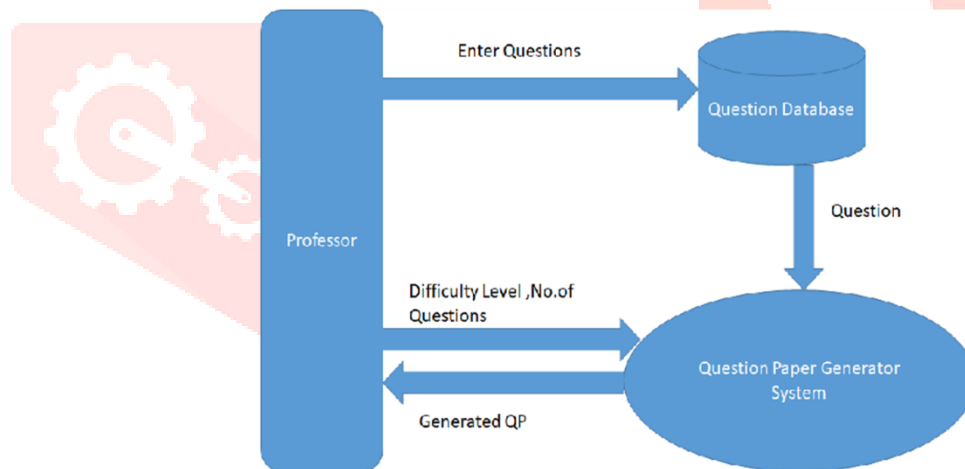 Enter Questions
Question Database
Question
Professor
Difficulty Level ,No.of
Questions
Question Paper Generator
System
Generated QP